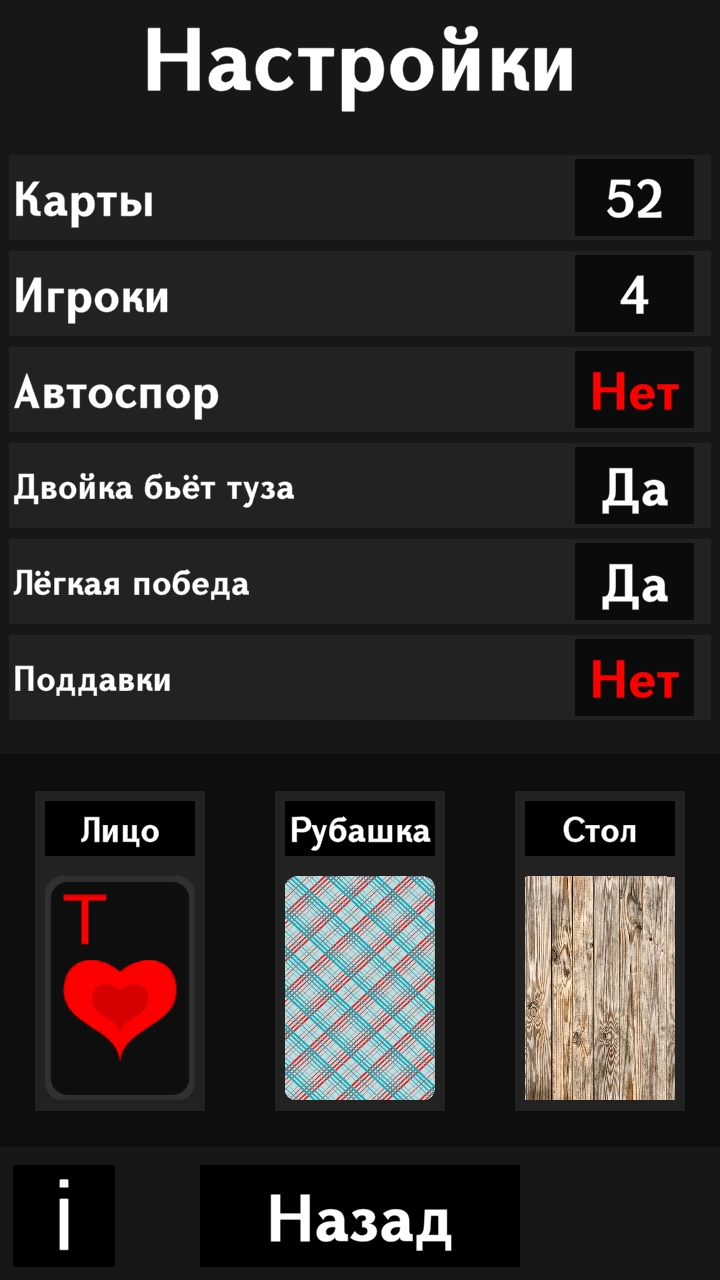 Настройки
Карты 52
Игроки 4
Автоспор Нет
Двойка бьёт туза Да
Лёгкая победа Да
Поддавки Нет
Лицо Рубашка Стол
Т
i Назад